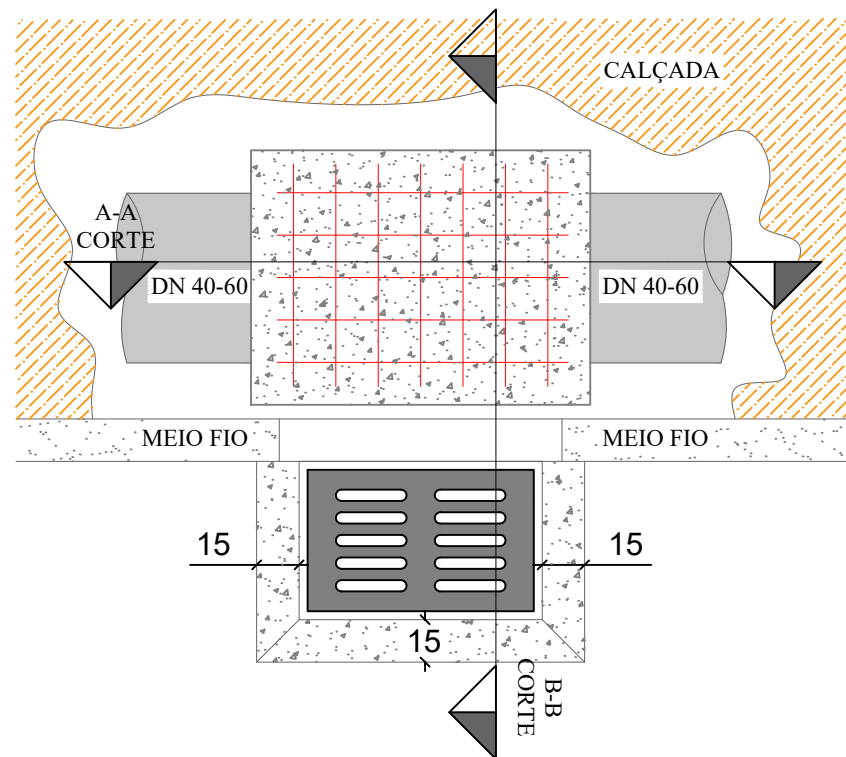 CALÇADA
A-A
CORTE
DN 40-60
DN 40-60
MEIO FIO
MEIO FIO
15
15
15
B-B
CORTE